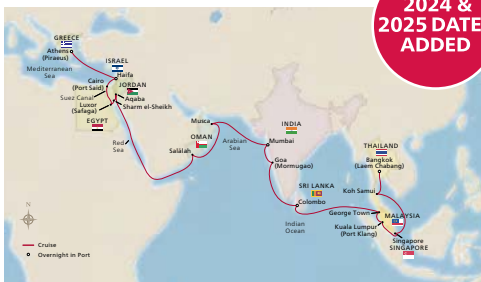 2024 &
2025 DATES
ADDED
GREECE
Athens
(Piraeus)
Mediterranean
Sea
ISRAEL
Haifa
Cairo
(Port Said)
JORDAN
Suez Canal
Aqaba
Luxor
(Safaga)
Sharm el-Sheikh
EGYPT
Red
Sea
Musca
OMAN
Salālah
Arabian
Sea
INDIA
Mumbai
Goa
(Mormugao)
SRI LANKA
Colombo
Indian
Ocean
THAILAND
Bangkok
(Laem Chabang)
Koh Samui
George Town
MALAYSIA
Kuala Lumpur
(Port Klang)
Singapore
SINGAPORE
N
Cruise
Overnight in Port